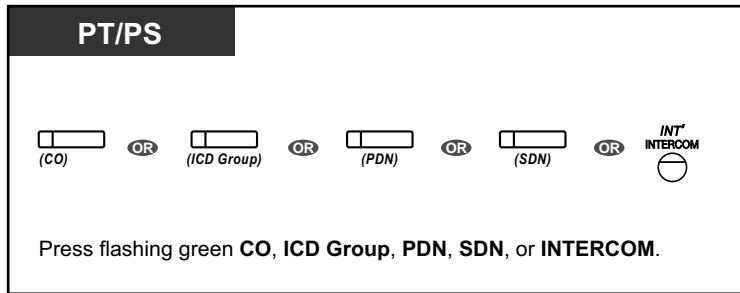 PT/PS
(CO) OR (ICD Group) OR (PDN) OR (SDN) OR INT' INTERCOM
Press flashing green CO, ICD Group, PDN, SDN, or INTERCOM.